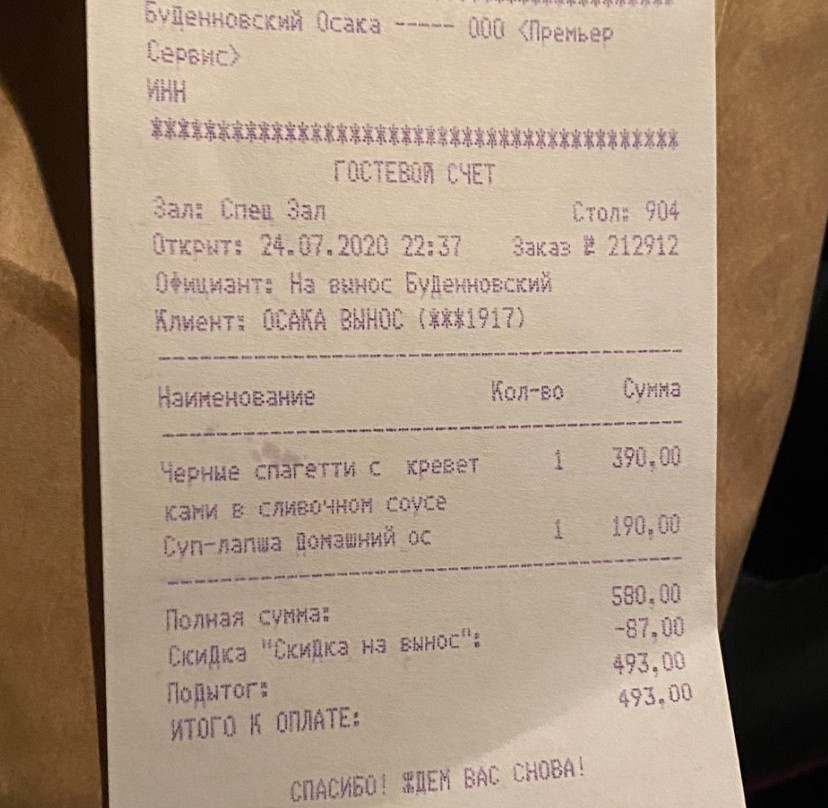 ***************************************
Буденновский Осака ----- ООО <Премьер
Сервис>
ИНН
***************************************
ГОСТЕВОЙ СЧЕТ
Зал: Спец Зал Стол: 904
Открыт: 24.07.2020 22:37 Заказ № 212912
Официант: На вынос Буденновский
Клиент: ОСАКА ВЫНОС (***1917)
Наименование Кол-во Сумма
Черные спагетти с кревет 1 390,00
ками в сливочном соусе
Суп-лапша Домашний ос 1 190,00
Полная сумма: 580,00
Скидка "Скидка на вынос": -87,00
Подытог: 493,00
ИТОГО К ОПЛАТЕ: 493,00
СПАСИБО! ЖДЕМ ВАС СНОВА!